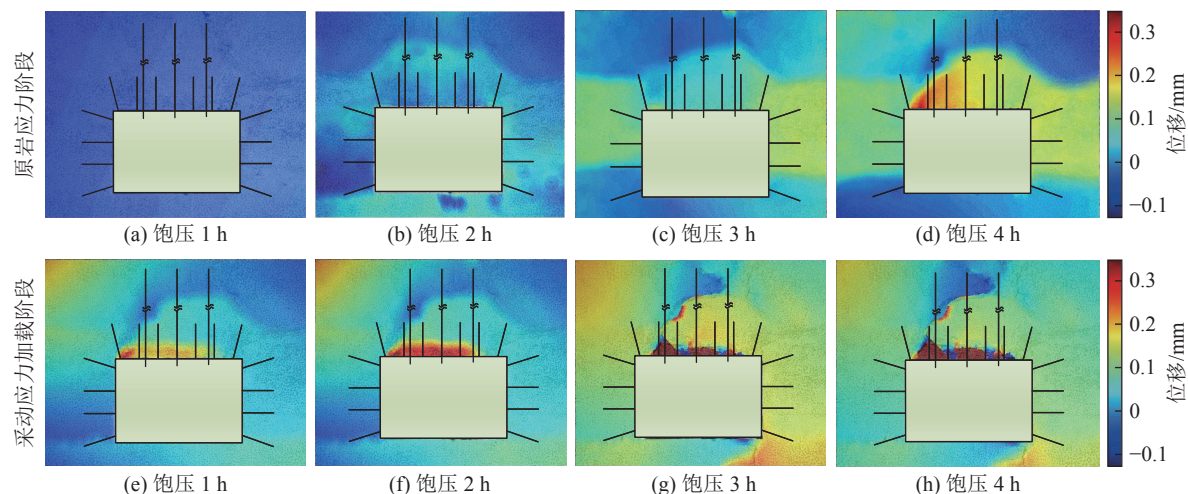 原岩应力阶段
0.3
0.2
0.1
0
−0.1
位移/mm
(a) 饱压 1 h
(b) 饱压 2 h
(c) 饱压 3 h
(d) 饱压 4 h
采动应力加载阶段
0.3
0.2
0.1
0
−0.1
位移/mm
(e) 饱压 1 h
(f) 饱压 2 h
(g) 饱压 3 h
(h) 饱压 4 h